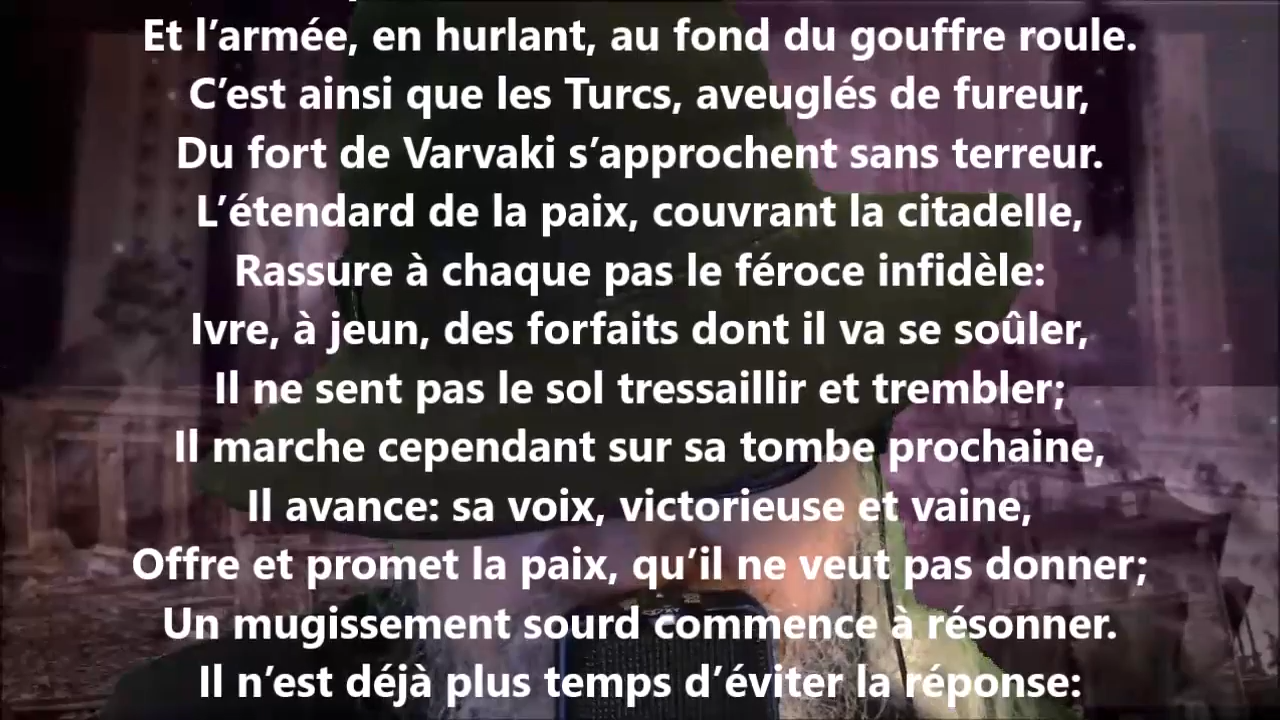 Et l’armée, en hurlant, au fond du gouffre roule.
C’est ainsi que les Turcs, aveuglés de fureur,
Du fort de Varvaki s’approchent sans terreur.
L’étendard de la paix, couvrant la citadelle,
Rassure à chaque pas le féroce infidèle:
Ivre, à jeun, des forfaits dont il va se soûler,
Il ne sent pas le sol tressaillir et trembler;
Il marche cependant sur sa tombe prochaine,
Il avance: sa voix, victorieuse et vaine,
Offre et promet la paix, qu’il ne veut pas donner;
Un mugissement sourd commence à résonner.
Il n’est déjà plus temps d’éviter la réponse: